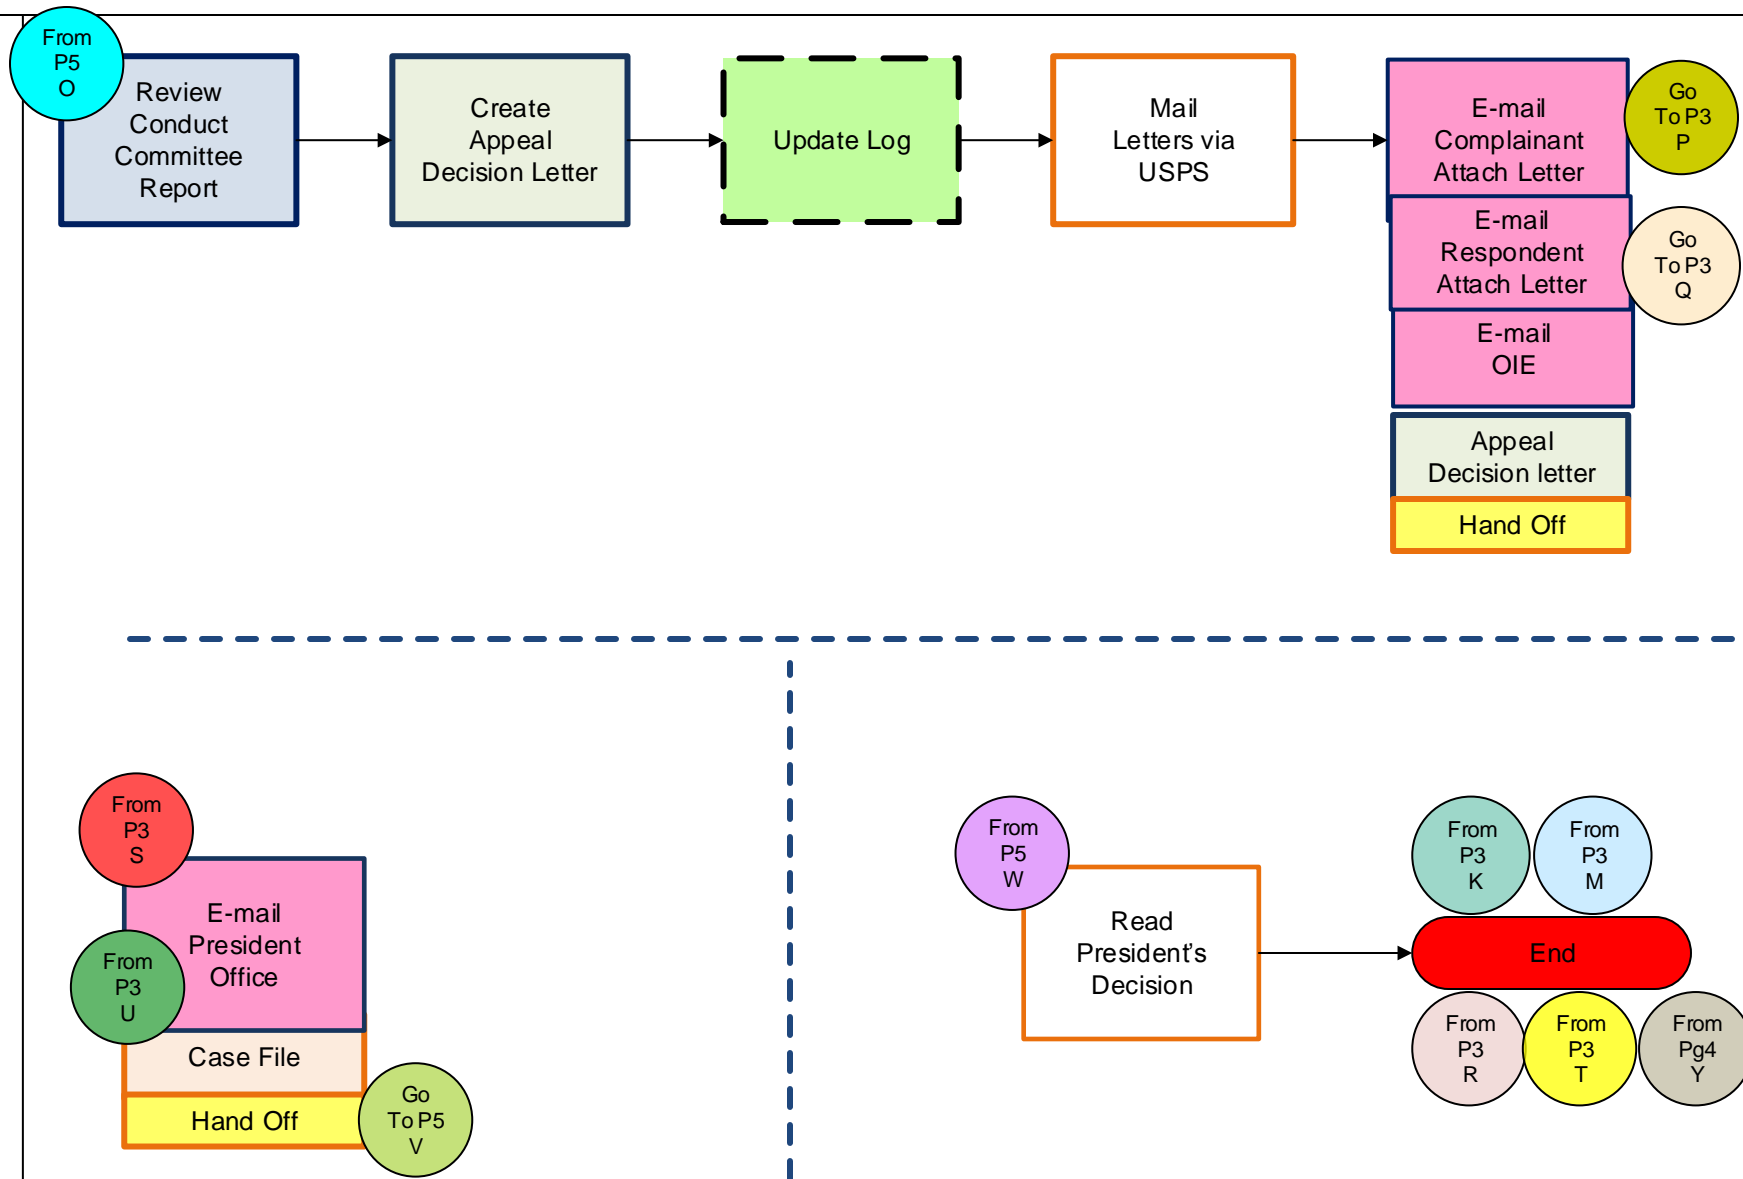 From
P5
O
Review
Conduct
Committee
Report
Create
Appeal
Decision Letter
Update Log
Mail
Letters via
USPS
E-mail
Complainant
Attach Letter
Go
To P3
P
E-mail
Respondent
Attach Letter
Go
To P3
Q
E-mail
OIE
Appeal
Decision letter
Hand Off
From
P3
S
E-mail
President
Office
From
P3
U
Case File
Hand Off
Go
To P5
V
From
P5
W
Read
President's
Decision
From
P3
K
From
P3
M
End
From
P3
R
From
P3
T
From
Pg4
Y